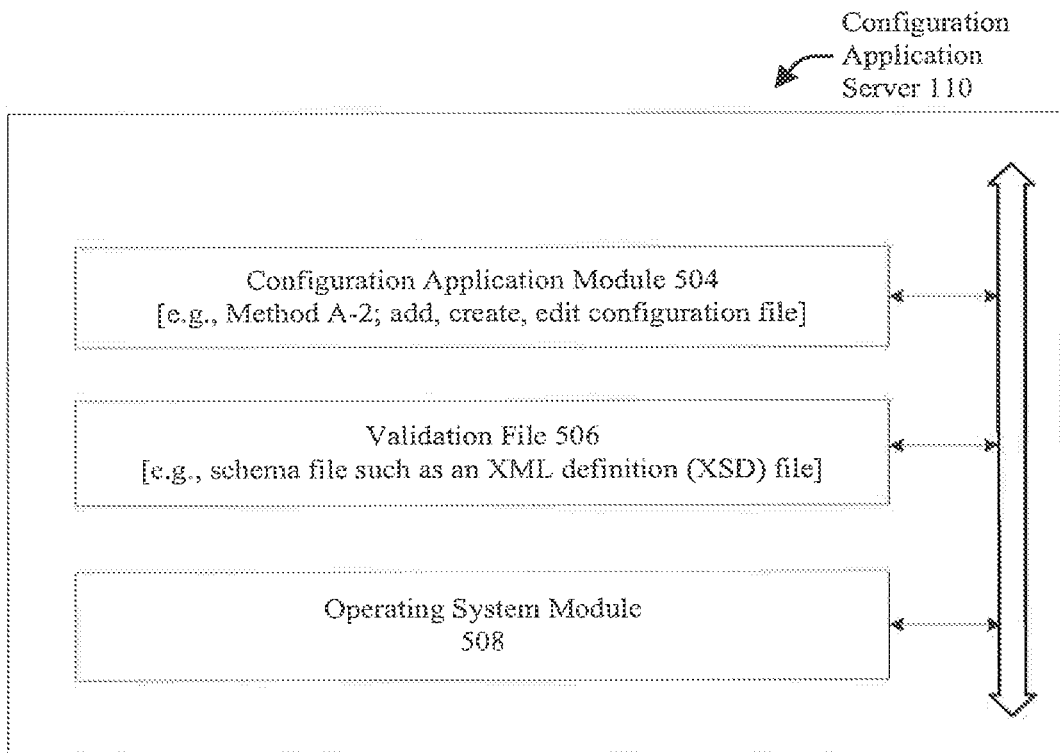 Configuration
Application
Server 110
Configuration Application Module 504
[e.g., Method A-2; add, create, edit configuration file]
Validation File 506
[e.g., schema file such as an XML definition (XSD) file]
Operating System Module
508